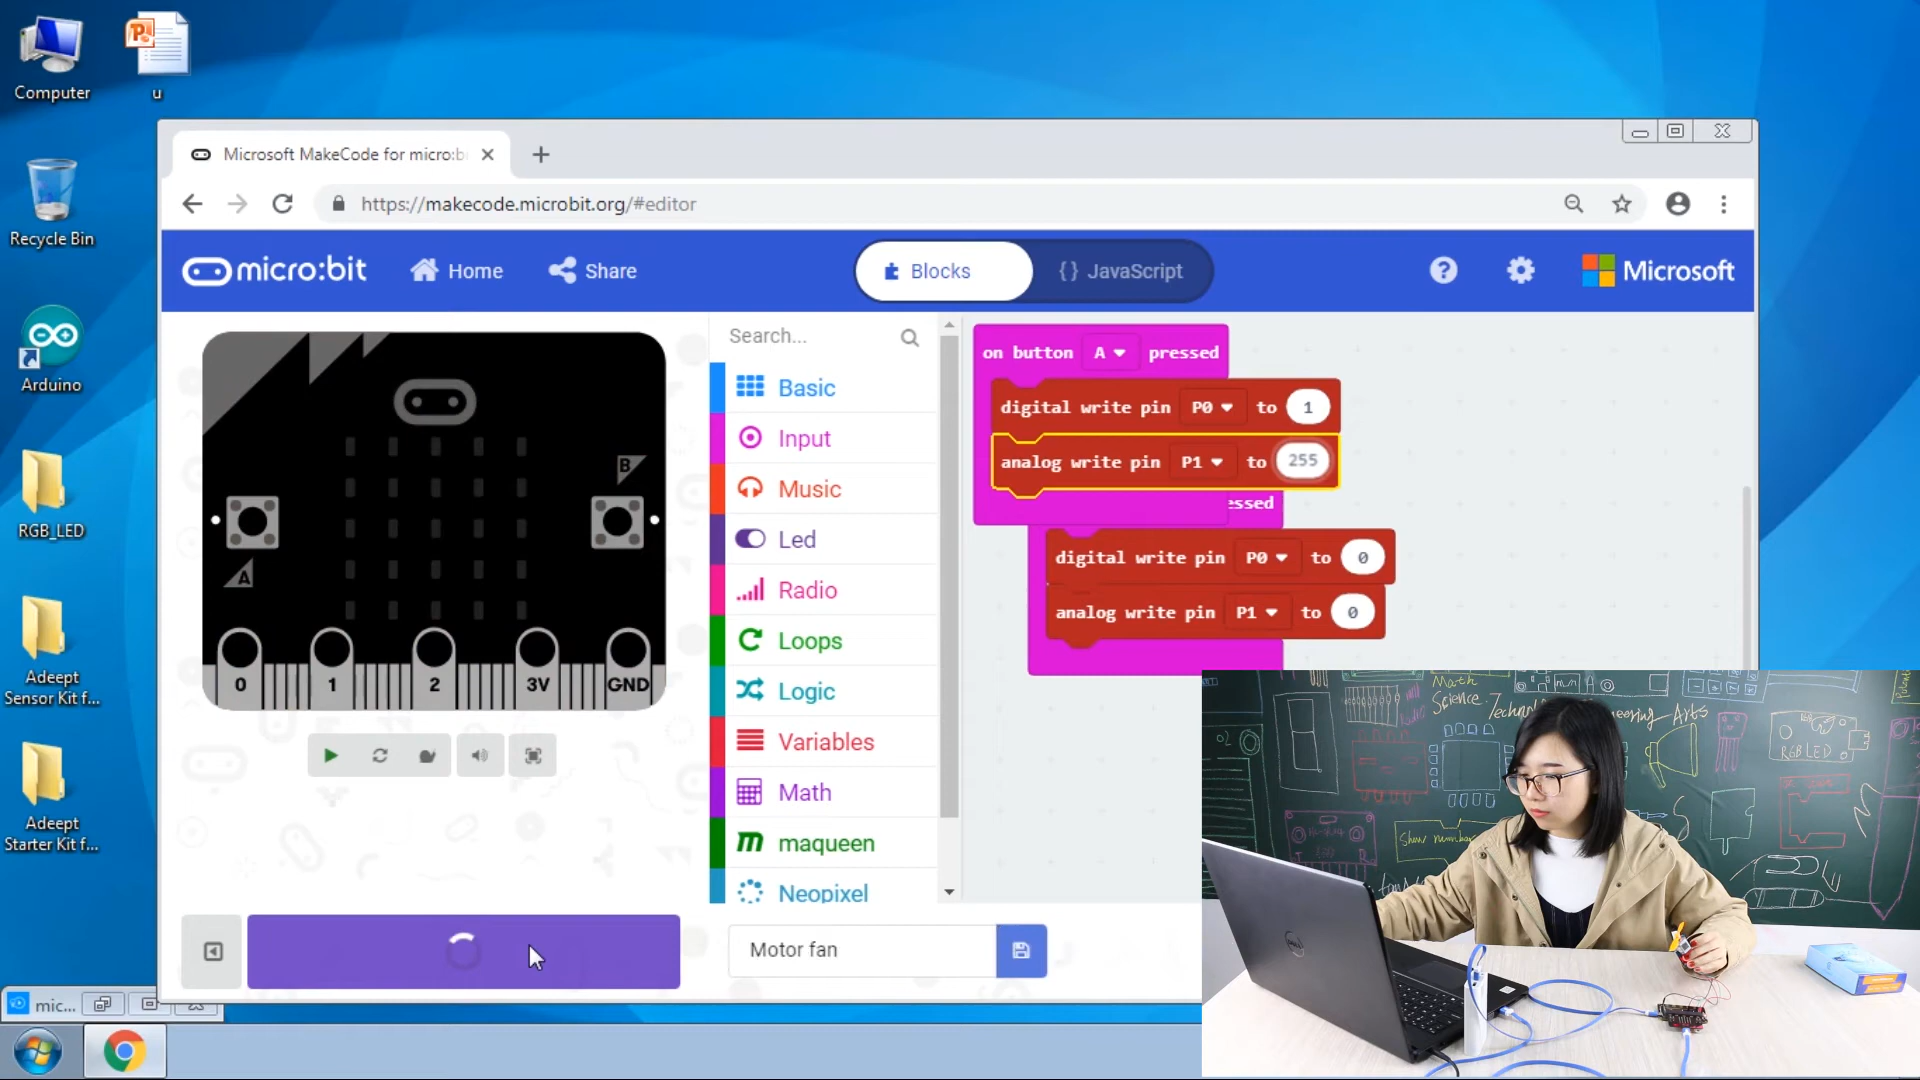 Computer
u
Recycle Bin
Arduino
RGB_LED
Adeept
Sensor Kit f...
Adeept
Starter Kit f...
Microsoft MakeCode for micro:b
https://makecode.microbit.org/#editor
micro:bit
Home
Share
Blocks
{} JavaScript
?
Microsoft
Search...
Basic
Input
Music
Led
Radio
Loops
Logic
Variables
Math
maqueen
Neopixel
B
A
0 1 2 3V GND
on button A pressed
digital write pin P0 to 1
analog write pin P1 to 255
essed
digital write pin P0 to 0
analog write pin P1 to 0
Motor fan
mic...
Math
Science
Arts
RGB LED
Show number
DELL